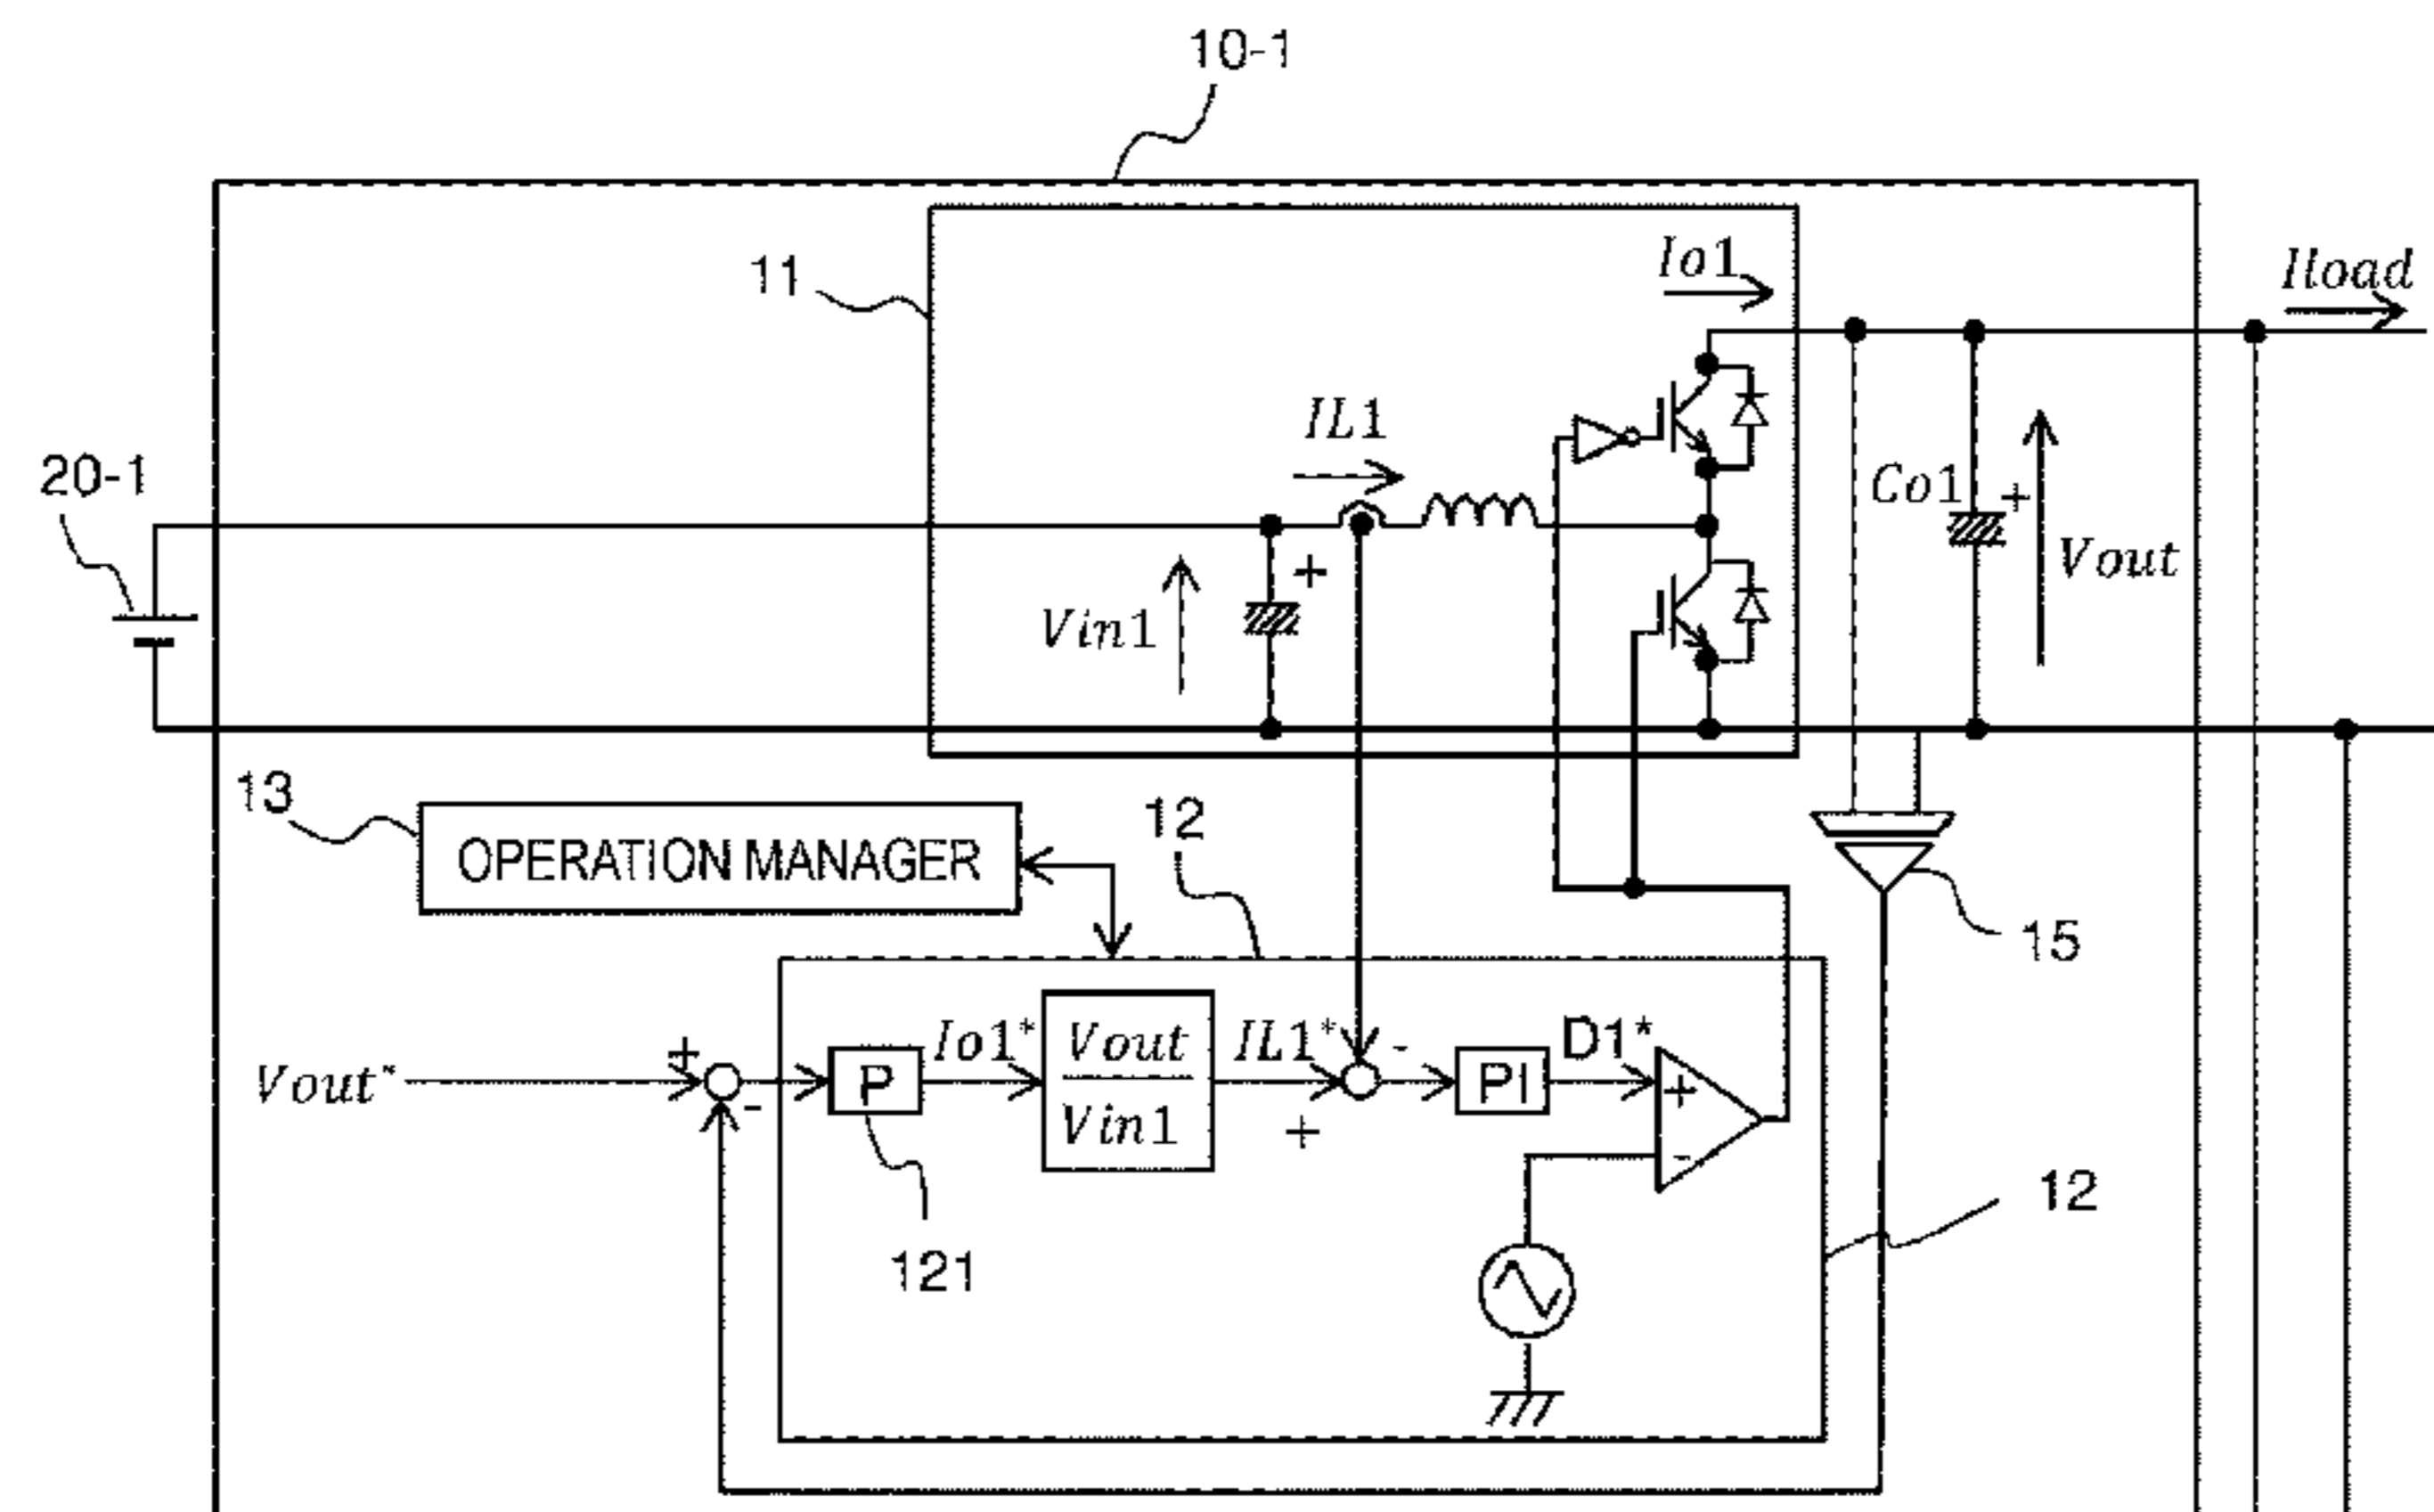 10-1
Io1
11
Iload
IL1
20-1
Co1
+
+
Vout
Vin1
13
12
OPERATION MANAGER
15
+ Io1* Vout IL1* - D1*
Vout* P PI +
- Vin1 + -
12
121